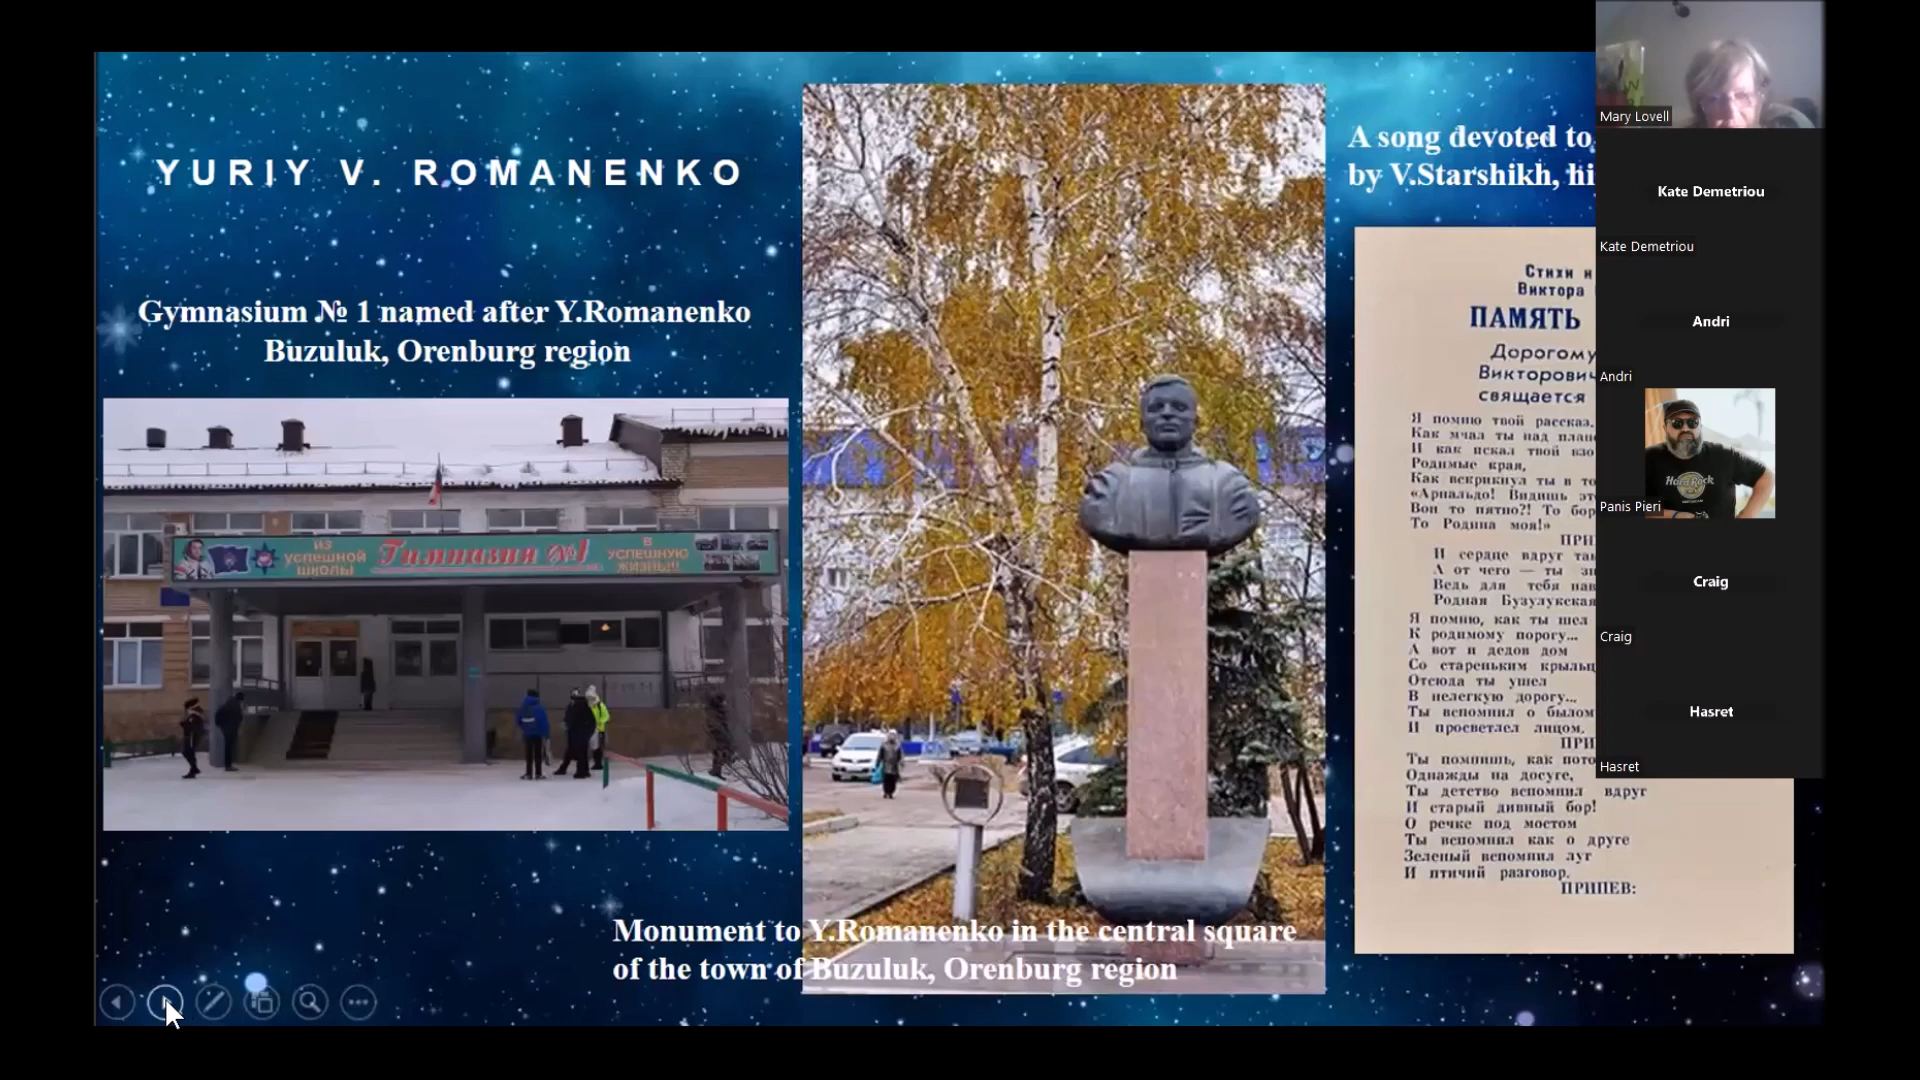 YURIY V. ROMANENKO
Gymnasium № 1 named after Y.Romanenko
Buzuluk, Orenburg region
ИЗ
УСПЕШНОЙ
ШКОЛЫ
Гимназия №1
В
УСПЕШНУЮ
ЖИЗНЬ!!!
Monument to Y.Romanenko in the central square
of the town of Buzuluk, Orenburg region
A song devoted to
by V.Starshikh, hi
Стихи и
Виктора
ПАМЯТЬ
Дорогому
Викторович
свящается
Я помню твой рассказ.
Как мчал ты над плане
И как искал твой взо
Родимые края,
Как вскрикнул ты в то
«Арнальдо! Видишь эт
Вон то пятно?! То бор
То Родина моя!»
ПРИ
И сердце вдруг так
А от чего — ты зн
Ведь для тебя нав
Родная Бузулукская
Я помню, как ты шел
К родимому порогу...
А вот и дедов дом
Со стареньким крыльц
Отсюда ты ушел
В нелегкую дорогу...
Ты вспомнил о былом
И просветлел лицом.
ПРИ
Ты помнишь, как пото
Однажды на досуге,
Ты детство вспомнил вдруг
И старый дивный бор!
О речке под мостом
Ты вспомнил как о друге
Зеленый вспомнил луг
И птичий разговор.
ПРИПЕВ:
Mary Lovell
Kate Demetriou
Kate Demetriou
Andri
Andri
Hard Rock
Panis Pieri
Craig
Craig
Hasret
Hasret